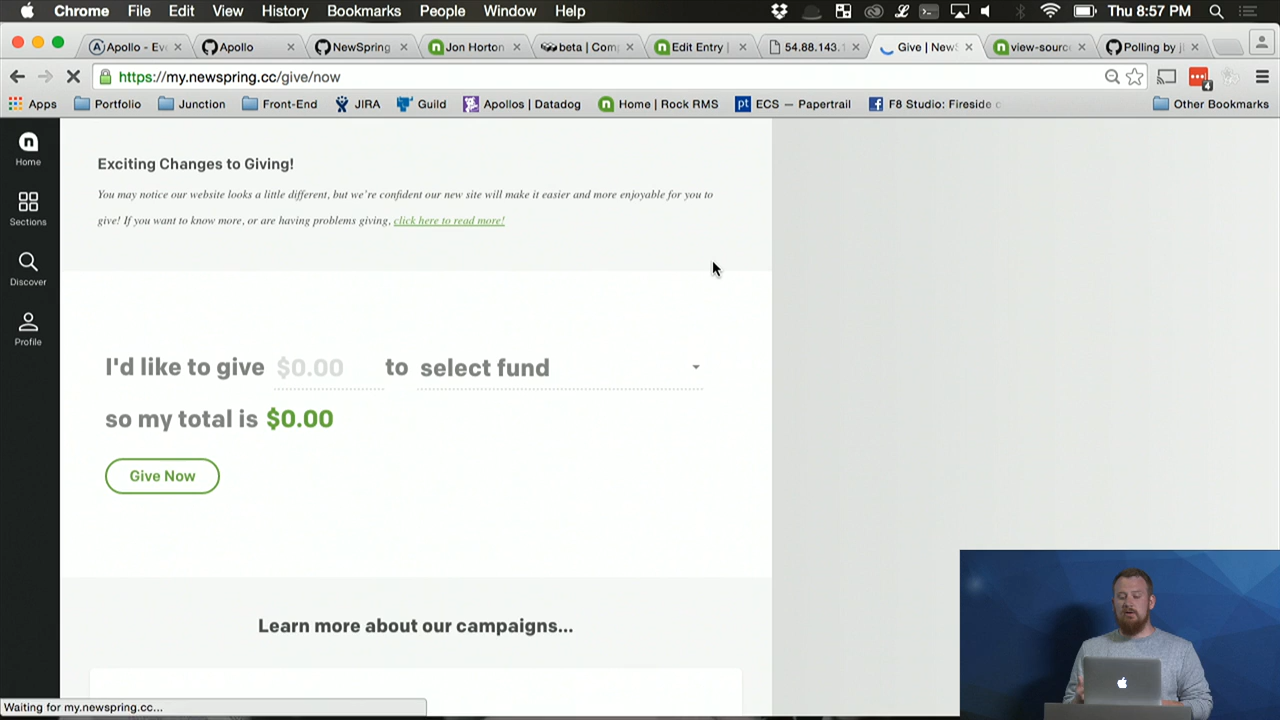 Chrome File Edit View History Bookmarks People Window Help Thu 8:57 PM
Apollo - Ev Apollo NewSpring Jon Horton beta | Com Edit Entry | 54.88.143.1 Give | News view-sourc Polling by j
https://my.newspring.cc/give/now
4
Apps Portfolio Junction Front-End JIRA Guild Apollos | Datadog Home | Rock RMS pt ECS — Papertrail F8 Studio: Fireside c Other Bookmarks
Home
Sections
Discover
Profile
Exciting Changes to Giving!
You may notice our website looks a little different, but we're confident our new site will make it easier and more enjoyable for you to
give! If you want to know more, or are having problems giving, click here to read more!
I'd like to give $0.00 to select fund
so my total is $0.00
Give Now
Learn more about our campaigns...
Waiting for my.newspring.cc...